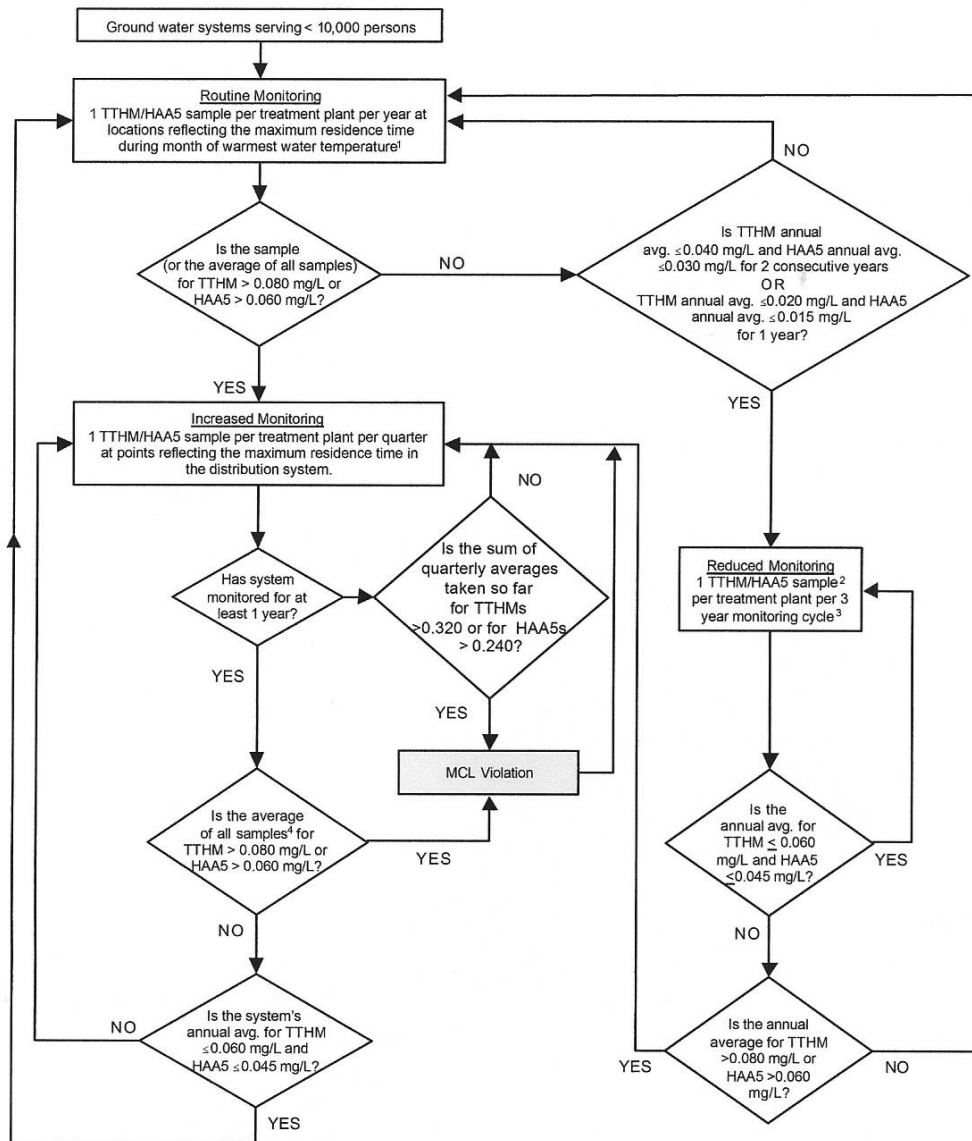 Ground water systems serving < 10,000 persons
Routine Monitoring
1 TTHM/HAA5 sample per treatment plant per year at
locations reflecting the maximum residence time
during month of warmest water temperature¹
NO
Is the sample
(or the average of all samples)
for TTHM > 0.080 mg/L or
HAA5 > 0.060 mg/L?
NO
Is TTHM annual
avg. ≤0.040 mg/L and HAA5 annual avg.
≤0.030 mg/L for 2 consecutive years
OR
TTHM annual avg. ≤0.020 mg/L and HAA5
annual avg. ≤0.015 mg/L
for 1 year?
YES
YES
Increased Monitoring
1 TTHM/HAA5 sample per treatment plant per quarter
at points reflecting the maximum residence time in
the distribution system.
NO
Has system
monitored for at
least 1 year?
Is the sum of
quarterly averages
taken so far
for TTHMs
>0.320 or for HAA5s
> 0.240?
Reduced Monitoring
1 TTHM/HAA5 sample²
per treatment plant per 3
year monitoring cycle³
YES
YES
MCL Violation
Is the average
of all samples⁴ for
TTHM > 0.080 mg/L or
HAA5 > 0.060 mg/L?
YES
Is the
annual avg. for
TTHM ≤ 0.060
mg/L and HAA5
≤0.045 mg/L?
YES
NO
NO
Is the system's
annual avg. for TTHM
≤0.060 mg/L and
HAA5 ≤0.045 mg/L?
NO
YES
Is the annual
average for TTHM
>0.080 mg/L or
HAA5 >0.060
mg/L?
YES
NO